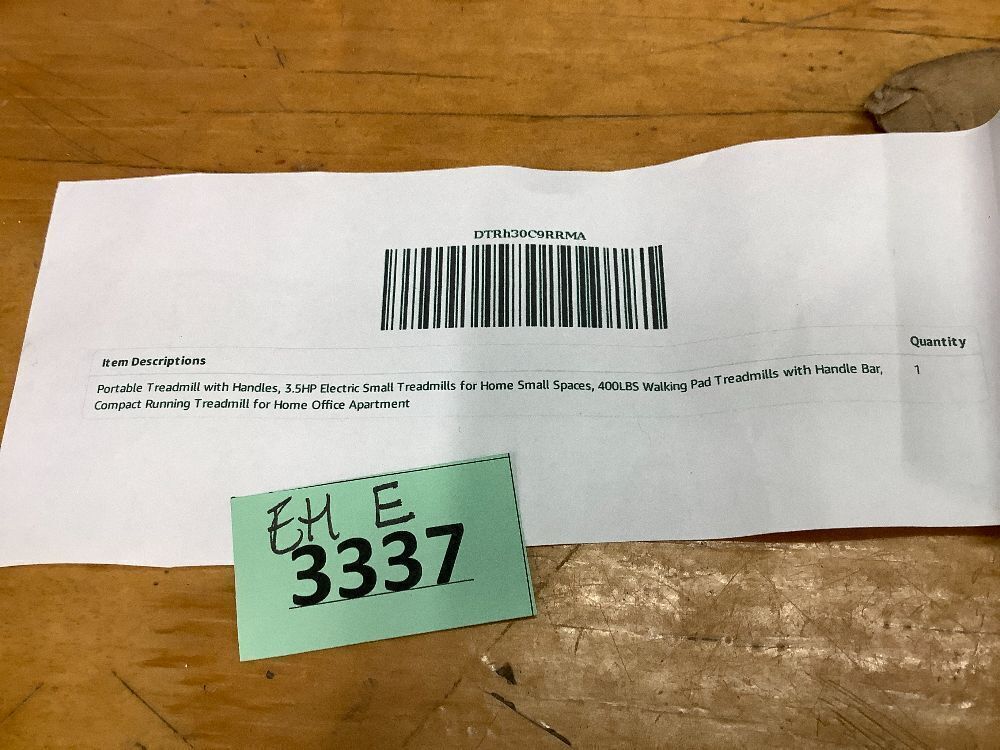 DTRh30C9RRMA
Item Descriptions
Quantity
Portable Treadmill with Handles, 3.5HP Electric Small Treadmills for Home Small Spaces, 400LBS Walking Pad Treadmills with Handle Bar,
1
Compact Running Treadmill for Home Office Apartment
EH E
3337